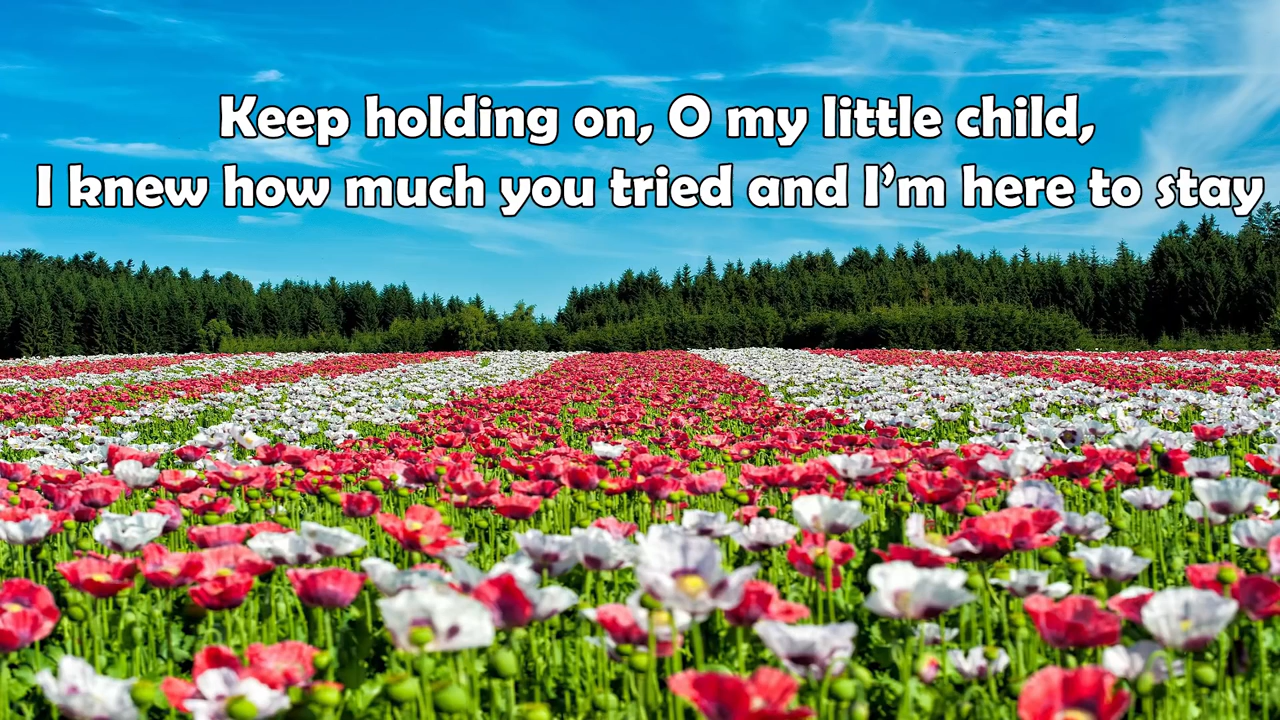 Keep holding on, O my little child,
I knew how much you tried and I’m here to stay